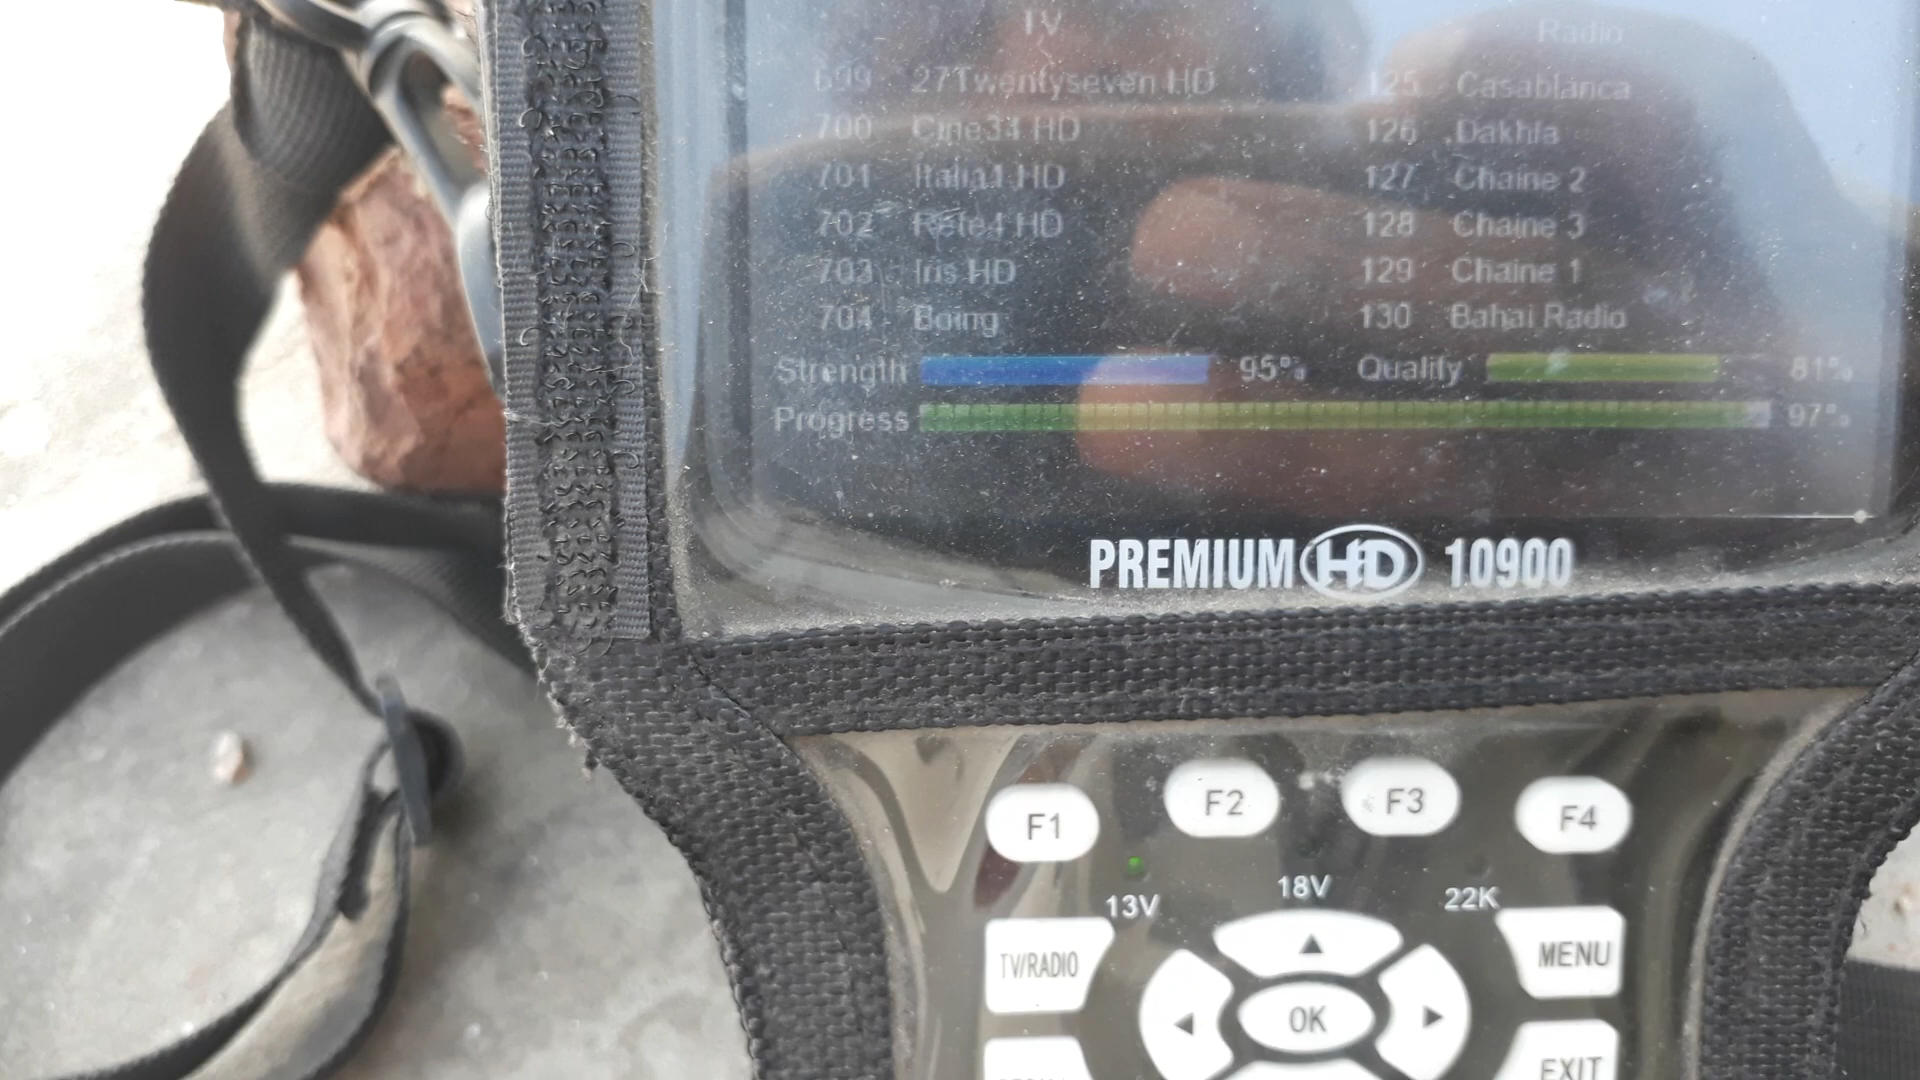 TV Radio
699 27Twentyseven HD 125 Casablanca
700 Cine34 HD 126 Dakhla
701 Italia1 HD 127 Chaine 2
702 Rete4 HD 128 Chaine 3
703 Iris HD 129 Chaine 1
704 Boing 130 Bahai Radio
Strength 95% Quality 81%
Progress 97%
PREMIUM HD 10900
F1 F2 F3 F4
13V 18V 22K
TV/RADIO MENU
OK
EXIT